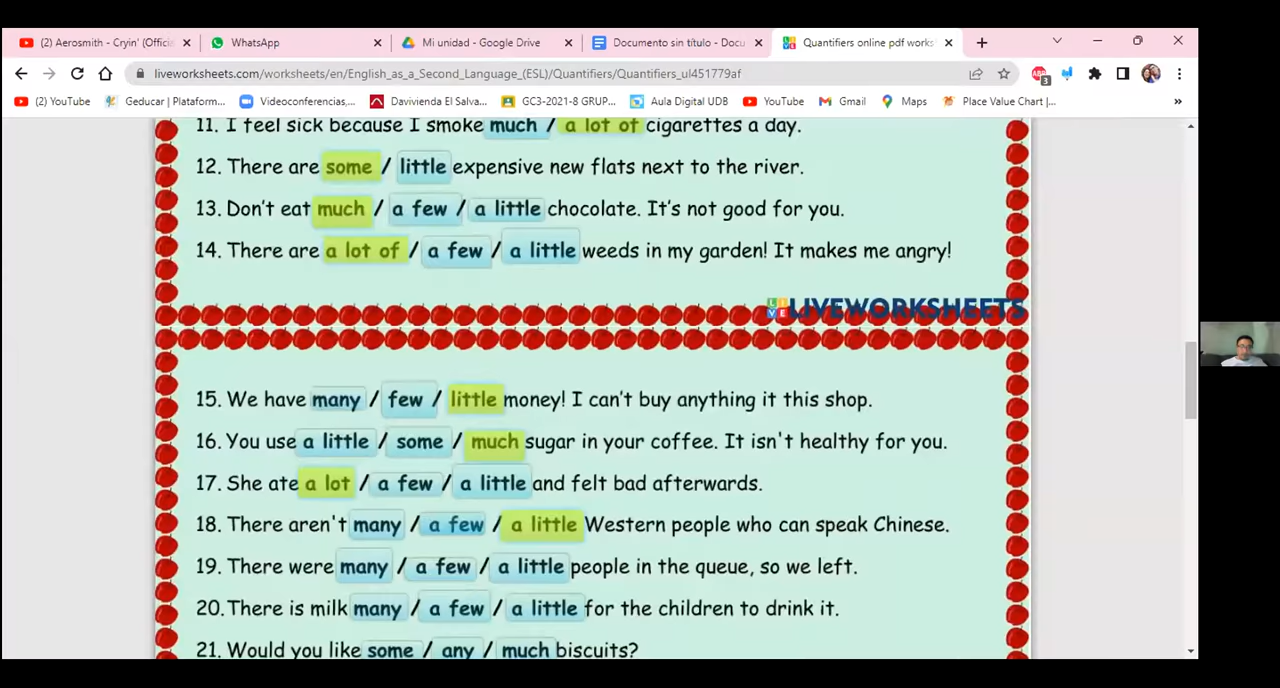 (2) Aerosmith - Cryin' (Offici
WhatsApp
Mi unidad - Google Drive
Documento sin título - Docu
Quantifiers online pdf works
liveworksheets.com/worksheets/en/English_as_a_Second_Language_(ESL)/Quantifiers/Quantifiers_ul451779af
ABP
3
(2) YouTube
Geducar | Plataform...
Videoconferencias,...
Davivienda El Salva...
GC3-2021-8 GRUP...
Aula Digital UDB
YouTube
Gmail
Maps
Place Value Chart |...
»
11. I feel sick because I smoke much / a lot of cigarettes a day.
12. There are some / little expensive new flats next to the river.
13. Don't eat much / a few / a little chocolate. It's not good for you.
14. There are a lot of / a few / a little weeds in my garden! It makes me angry!
LIVE LIVEWORKSHEETS
15. We have many / few / little money! I can't buy anything it this shop.
16. You use a little / some / much sugar in your coffee. It isn't healthy for you.
17. She ate a lot / a few / a little and felt bad afterwards.
18. There aren't many / a few / a little Western people who can speak Chinese.
19. There were many / a few / a little people in the queue, so we left.
20. There is milk many / a few / a little for the children to drink it.
21. Would you like some / any / much biscuits?